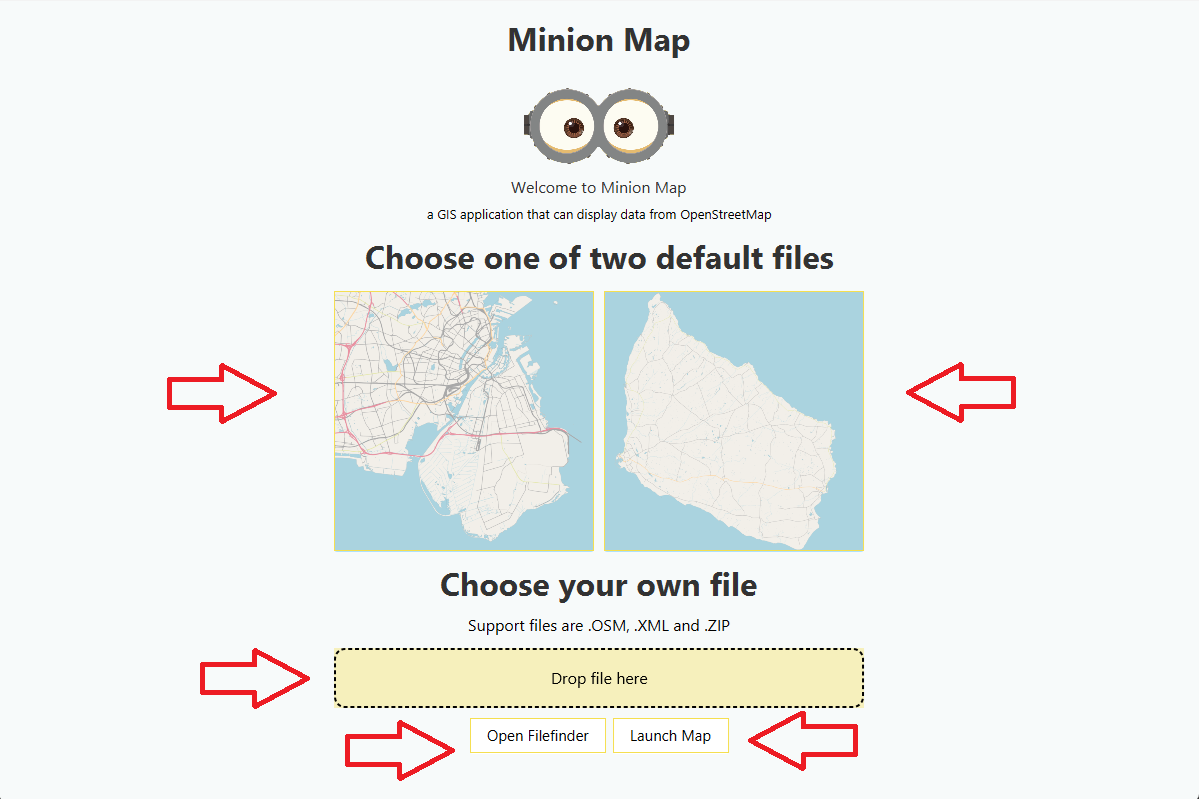 Minion Map
Welcome to Minion Map
a GIS application that can display data from OpenStreetMap
Choose one of two default files
Choose your own file
Support files are .OSM, .XML and .ZIP
Drop file here
Open Filefinder
Launch Map